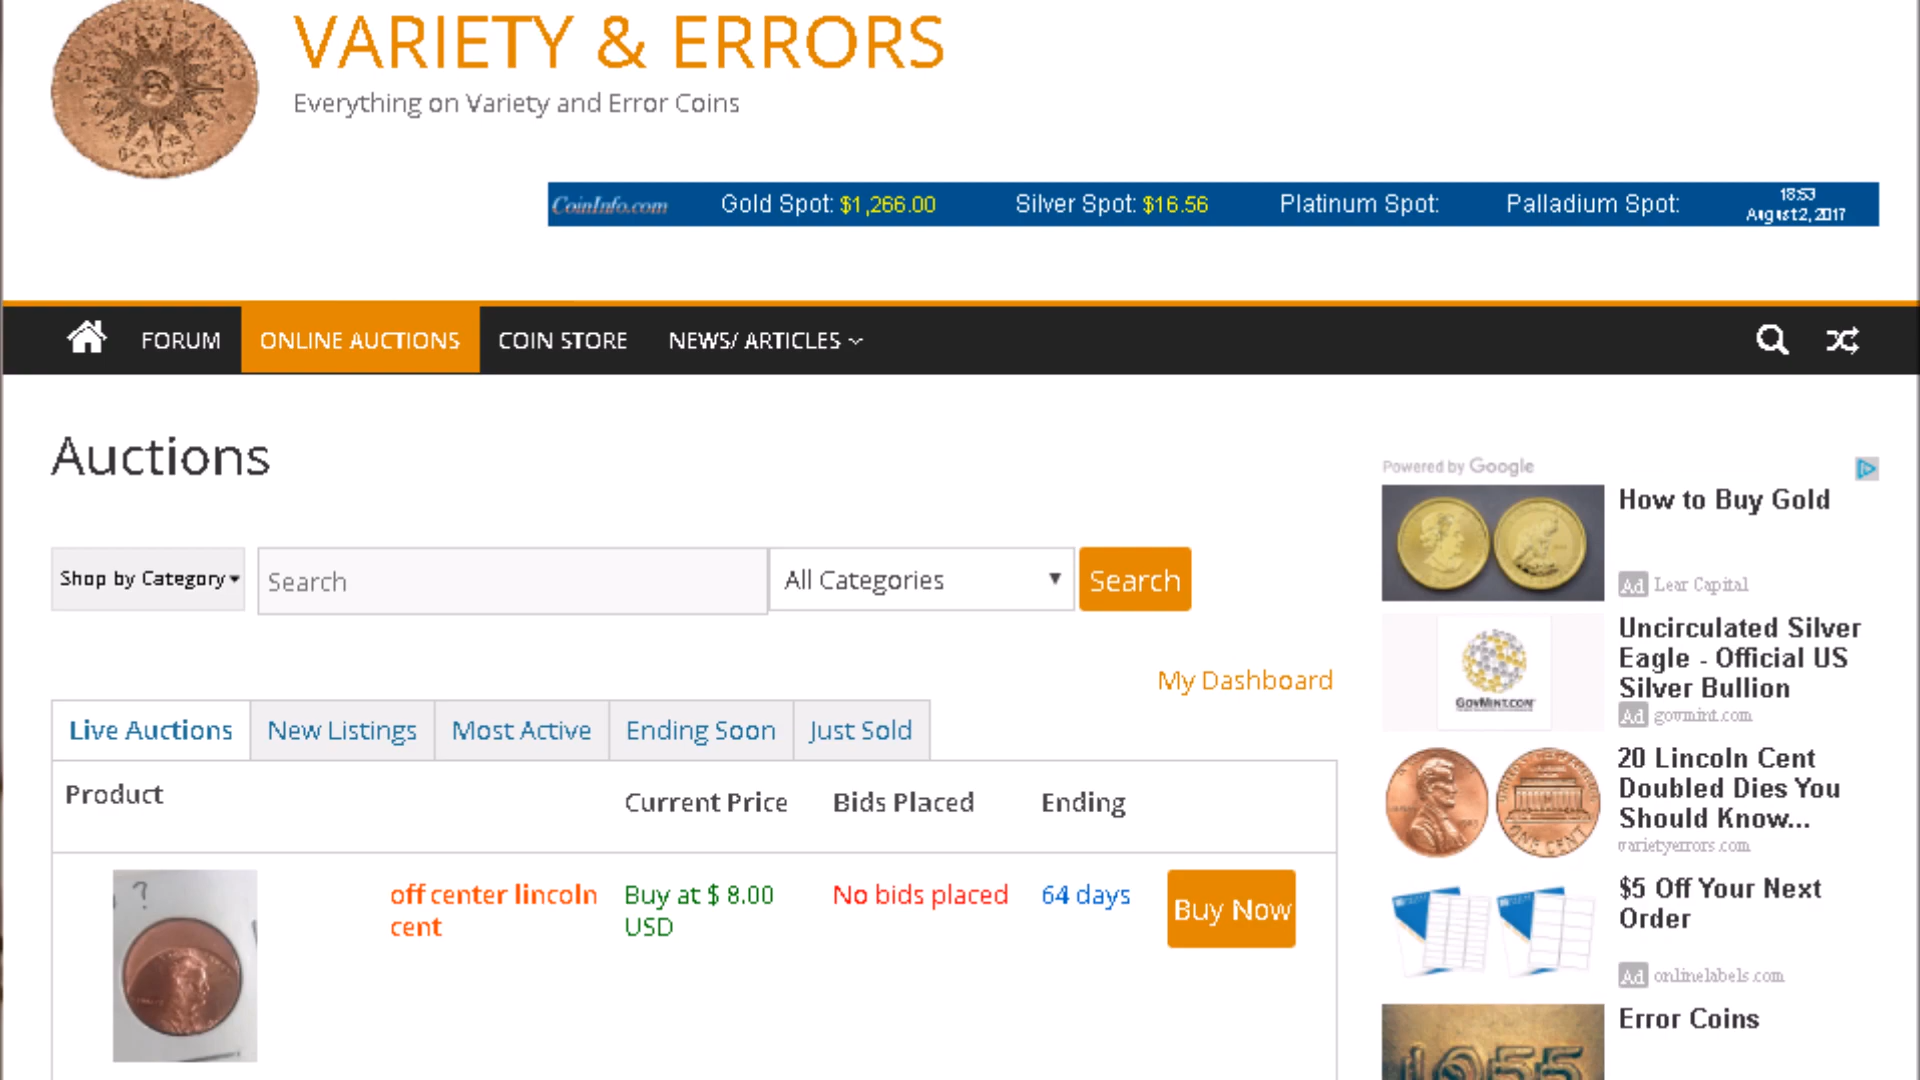 VARIETY & ERRORS
Everything on Variety and Error Coins
CoinInfo.com Gold Spot: $1,266.00 Silver Spot: $16.56 Platinum Spot: Palladium Spot: 18:53
August 2, 2017
FORUM ONLINE AUCTIONS COIN STORE NEWS/ ARTICLES
Auctions
Shop by Category Search All Categories Search
My Dashboard
Live Auctions New Listings Most Active Ending Soon Just Sold
Product Current Price Bids Placed Ending
?
off center lincoln
cent
Buy at $ 8.00
USD
No bids placed
64 days
Buy Now
Powered by Google
How to Buy Gold
Ad Lear Capital
GOVMINT.COM
Uncirculated Silver
Eagle - Official US
Silver Bullion
Ad govmint.com
20 Lincoln Cent
Doubled Dies You
Should Know...
varietyerrors.com
ONE CENT
$5 Off Your Next
Order
Ad onlinelabels.com
Error Coins
1955